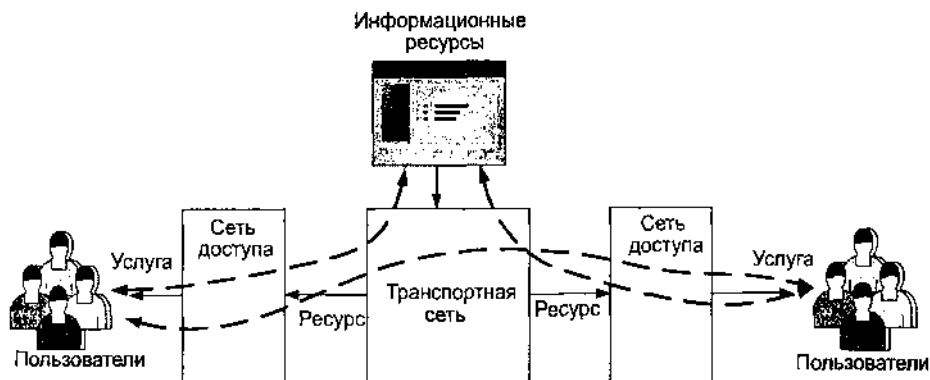 Информационные
ресурсы
Сеть
доступа
Сеть
доступа
Услуга
Услуга
Транспортная
сеть
Ресурс
Ресурс
Пользователи
Пользователи